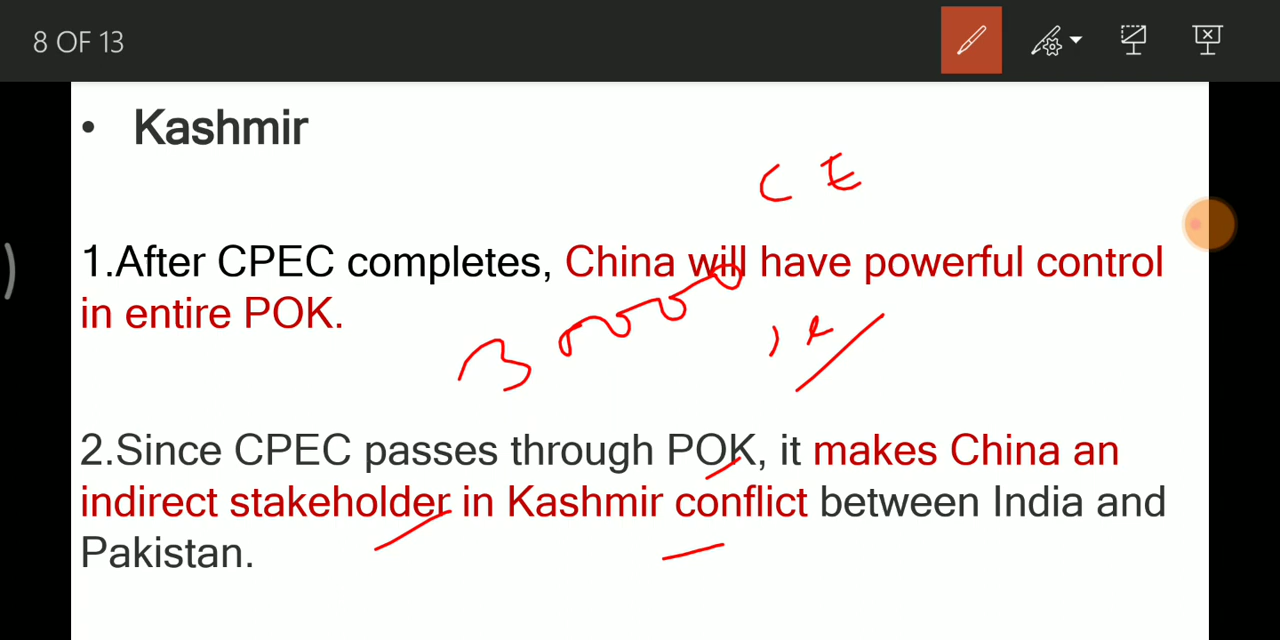 8 OF 13
• Kashmir
C E
1.After CPEC completes, China will have powerful control
in entire POK.
30000
2.Since CPEC passes through POK, it makes China an
indirect stakeholder in Kashmir conflict between India and
Pakistan.